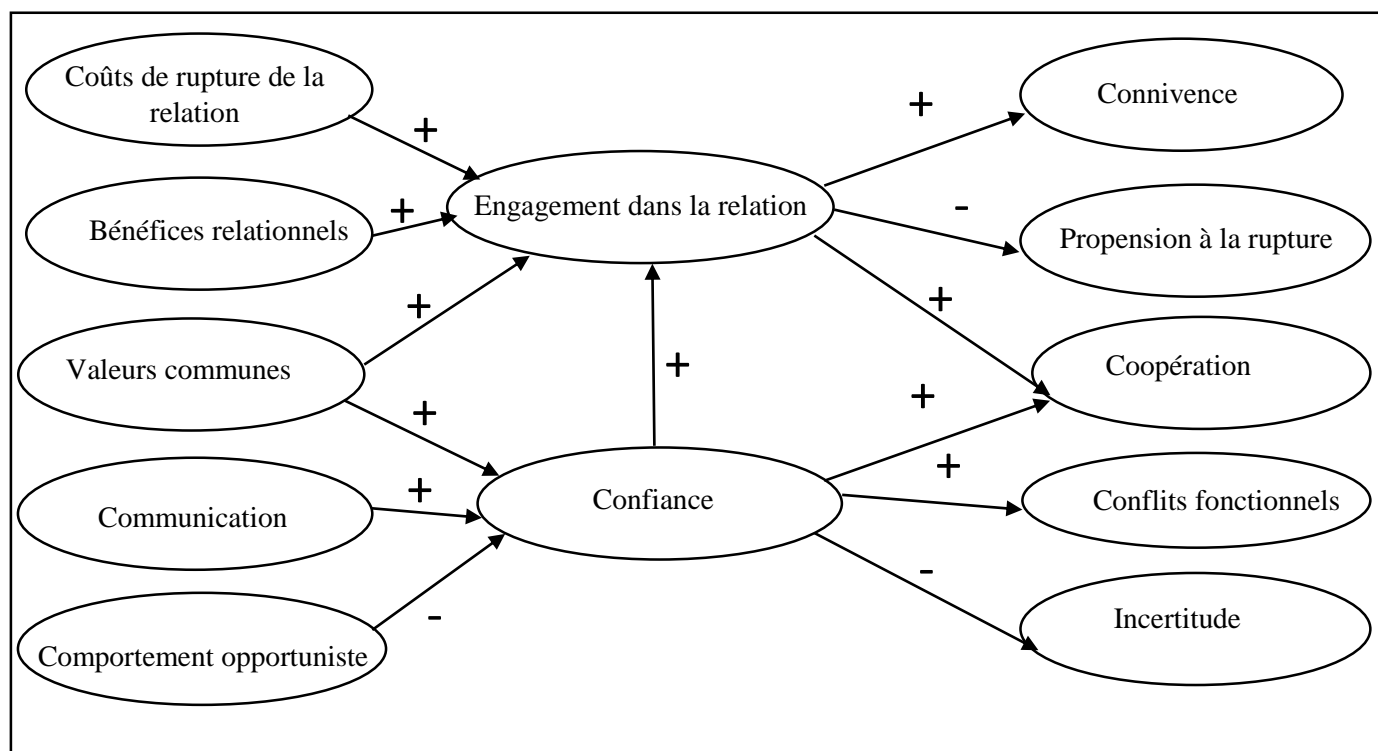 Coûts de rupture de la
relation
+
Connivence
+
Bénéfices relationnels
+
Engagement dans la relation
-
Propension à la rupture
+
+
Valeurs communes
+
Coopération
+
+
Communication
+
Confiance
+
Conflits fonctionnels
Comportement opportuniste
-
-
Incertitude